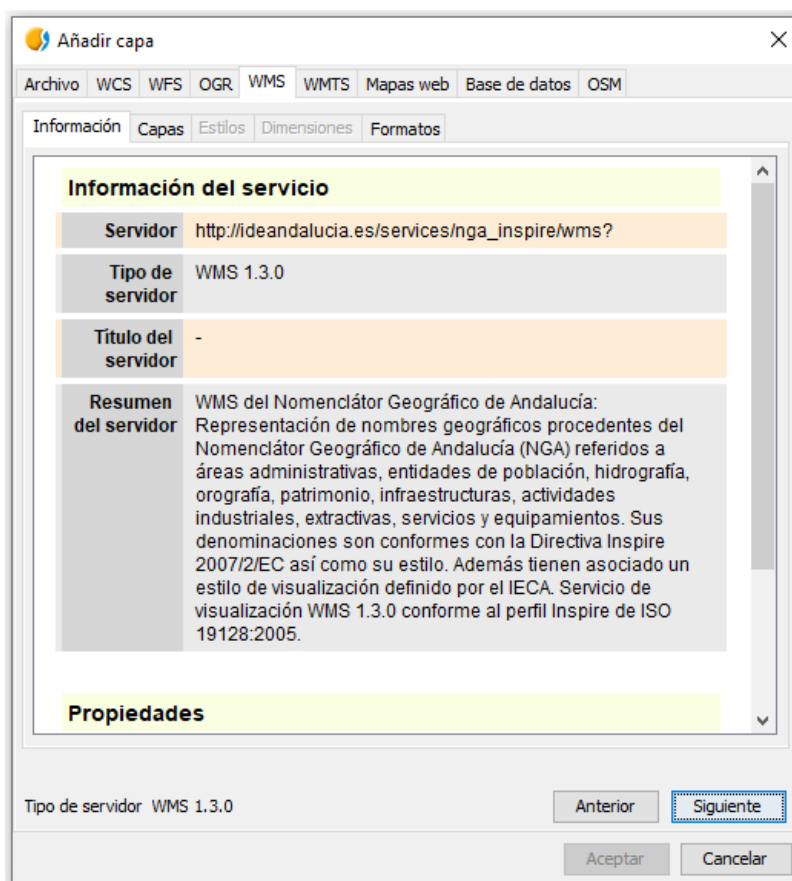 Añadir capa
Archivo WCS WFS OGR WMS WMTS Mapas web Base de datos OSM
Información Capas Estilos Dimensiones Formatos
Información del servicio
Servidor http://ideandalucia.es/services/nga_inspire/wms?
Tipo de WMS 1.3.0
servidor
Título del -
servidor
Resumen WMS del Nomenclátor Geográfico de Andalucía:
del servidor Representación de nombres geográficos procedentes del
Nomenclátor Geográfico de Andalucía (NGA) referidos a
áreas administrativas, entidades de población, hidrografía,
orografía, patrimonio, infraestructuras, actividades
industriales, extractivas, servicios y equipamientos. Sus
denominaciones son conformes con la Directiva Inspire
2007/2/EC así como su estilo. Además tienen asociado un
estilo de visualización definido por el IECA. Servicio de
visualización WMS 1.3.0 conforme al perfil Inspire de ISO
19128:2005.
Propiedades
Tipo de servidor WMS 1.3.0 Anterior Siguiente
Aceptar Cancelar